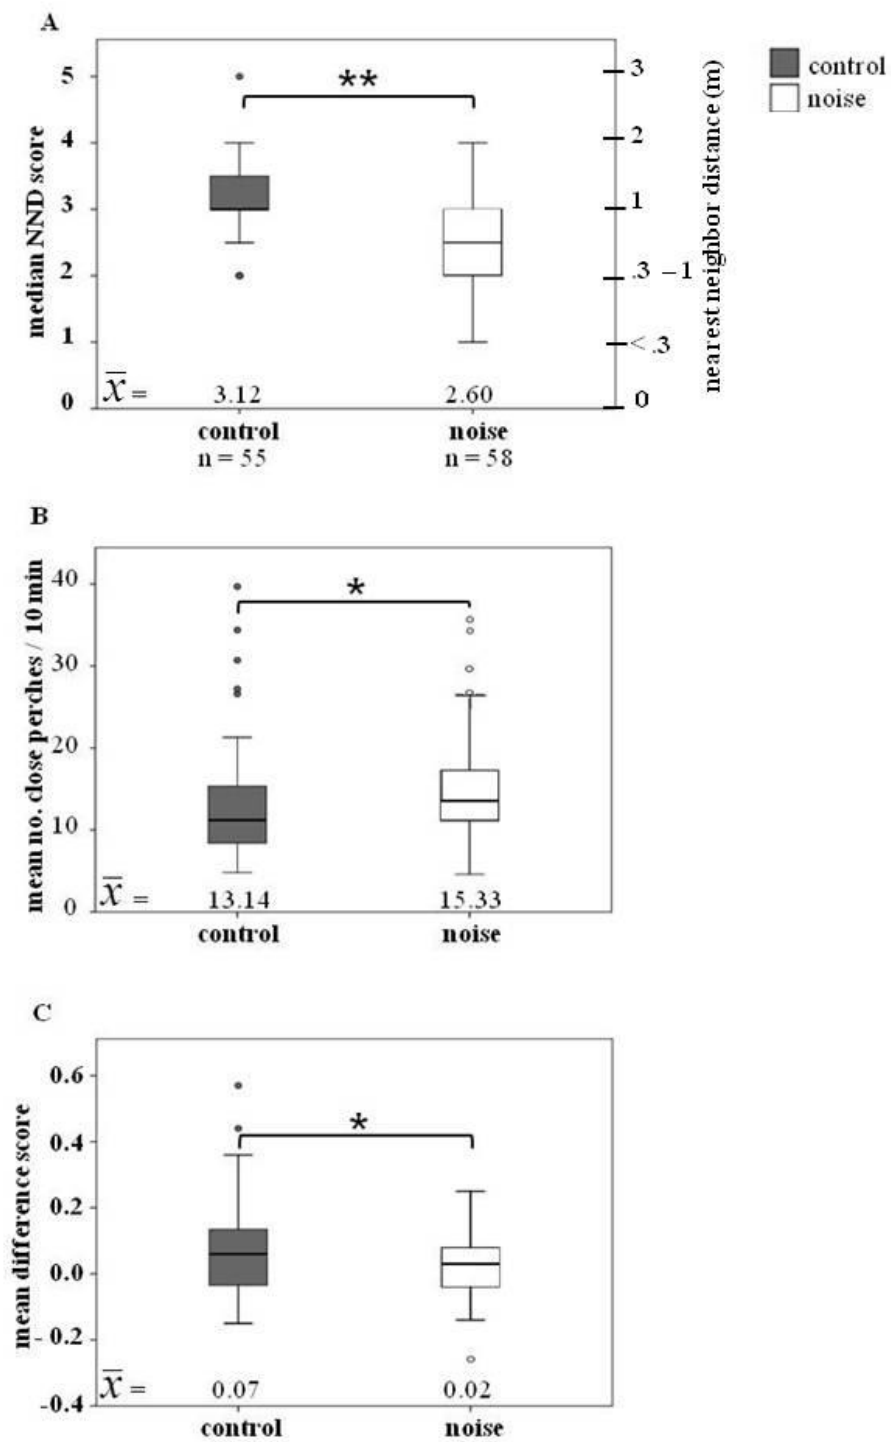 A
control
noise
**
median NND score
5
4
3
2
1
0
3
2
1
.3 – 1
< .3
0
nearest neighbor distance (m)
x̅ =
3.12
2.60
control
noise
n = 55
n = 58
B
*
mean no. close perches / 10 min
40
30
20
10
0
x̅ =
13.14
15.33
control
noise
C
*
mean difference score
0.6
0.4
0.2
0.0
- 0.2
-0.4
x̅ =
0.07
0.02
control
noise